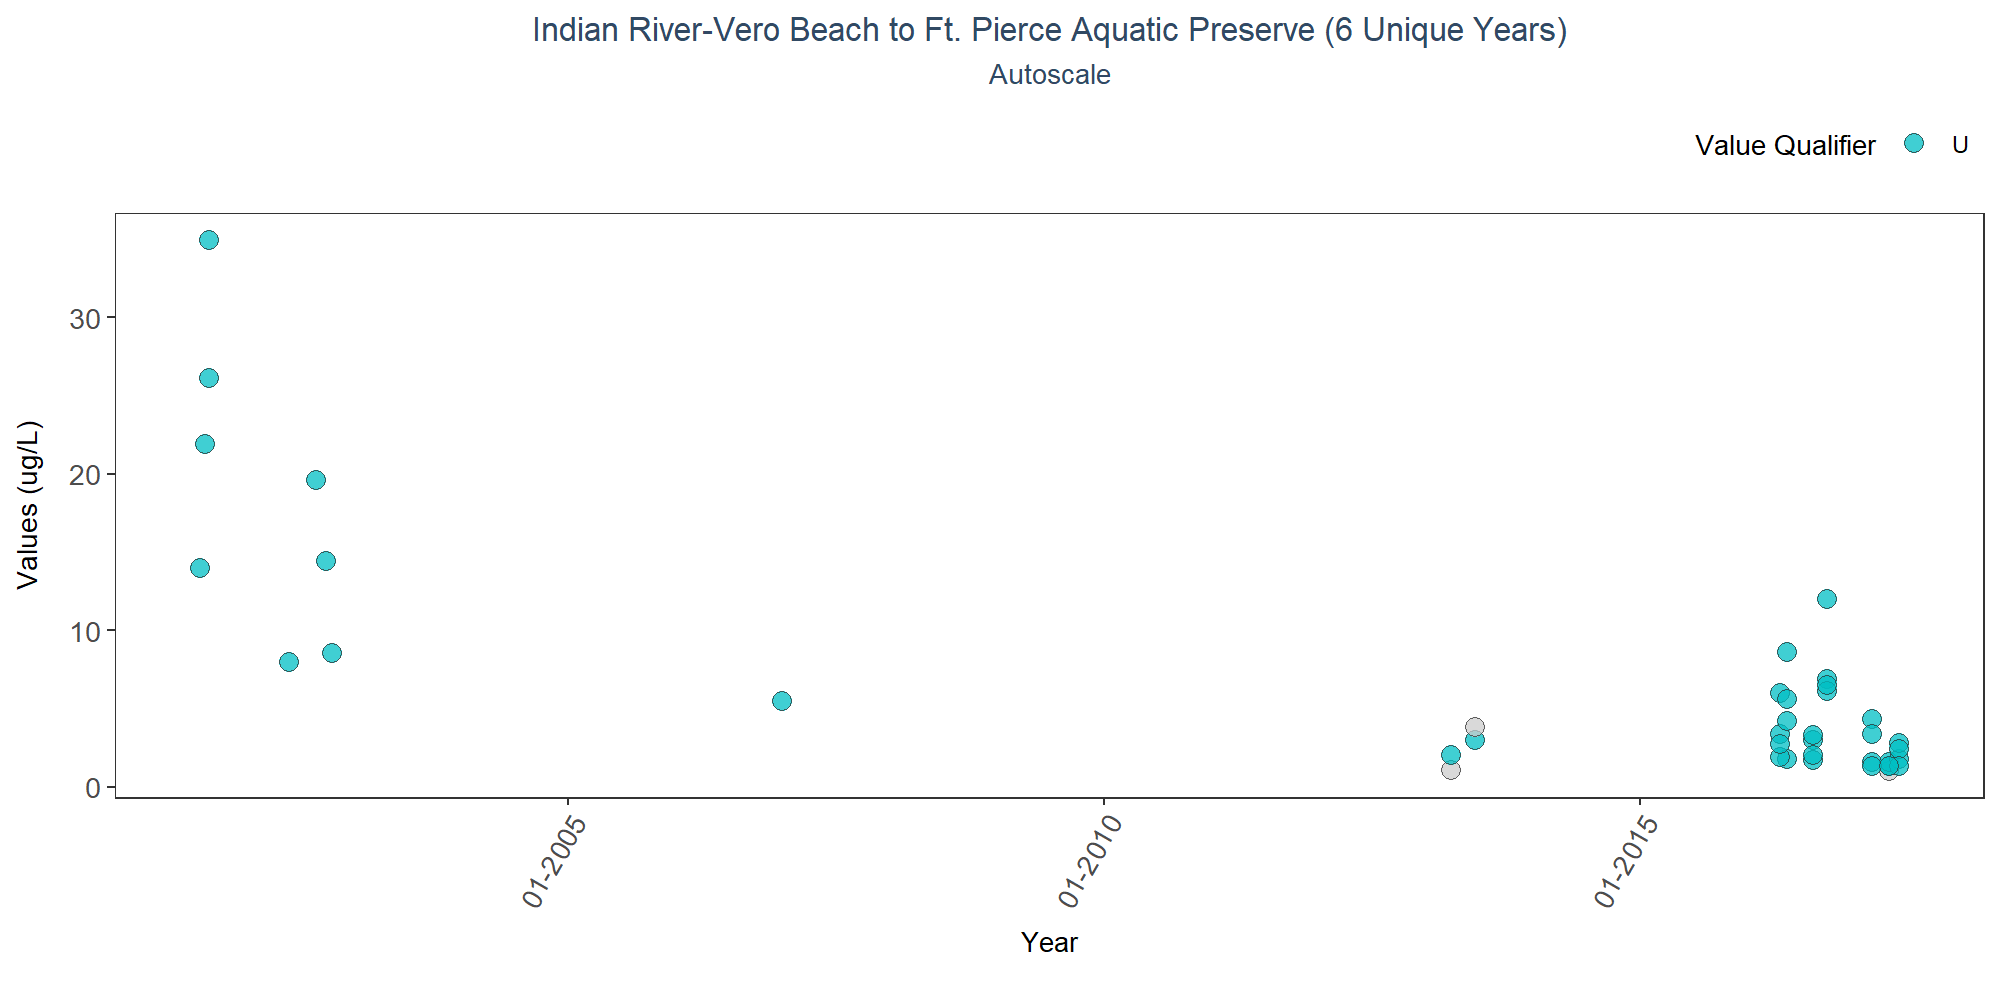 Indian River-Vero Beach to Ft. Pierce Aquatic Preserve (6 Unique Years)
Autoscale
Value Qualifier U
Values (ug/L)
30
20
10
0
01-2005 01-2010 01-2015
Year